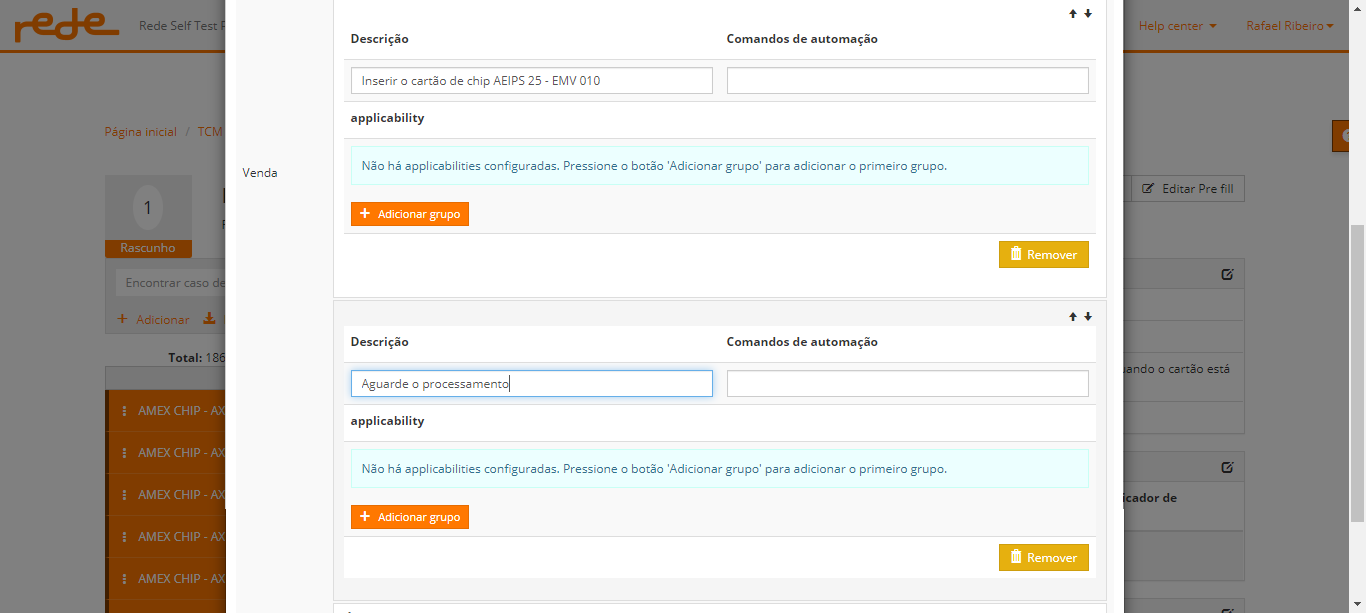 rede
Rede Self Test
Help center
Rafael Ribeiro
Página inicial / TCM
1
Rascunho
Editar Pre fill
Encontrar caso de
+ Adicionar
Total: 186
AMEX CHIP - AX
AMEX CHIP - AX
AMEX CHIP - AX
AMEX CHIP - AX
AMEX CHIP - AX
Venda
Descrição Comandos de automação
Inserir o cartão de chip AEIPS 25 - EMV 010
applicability
Não há applicabilities configuradas. Pressione o botão 'Adicionar grupo' para adicionar o primeiro grupo.
+ Adicionar grupo
Remover
Descrição Comandos de automação
Aguarde o processamento
applicability
Não há applicabilities configuradas. Pressione o botão 'Adicionar grupo' para adicionar o primeiro grupo.
+ Adicionar grupo
Remover
uando o cartão está
icador de